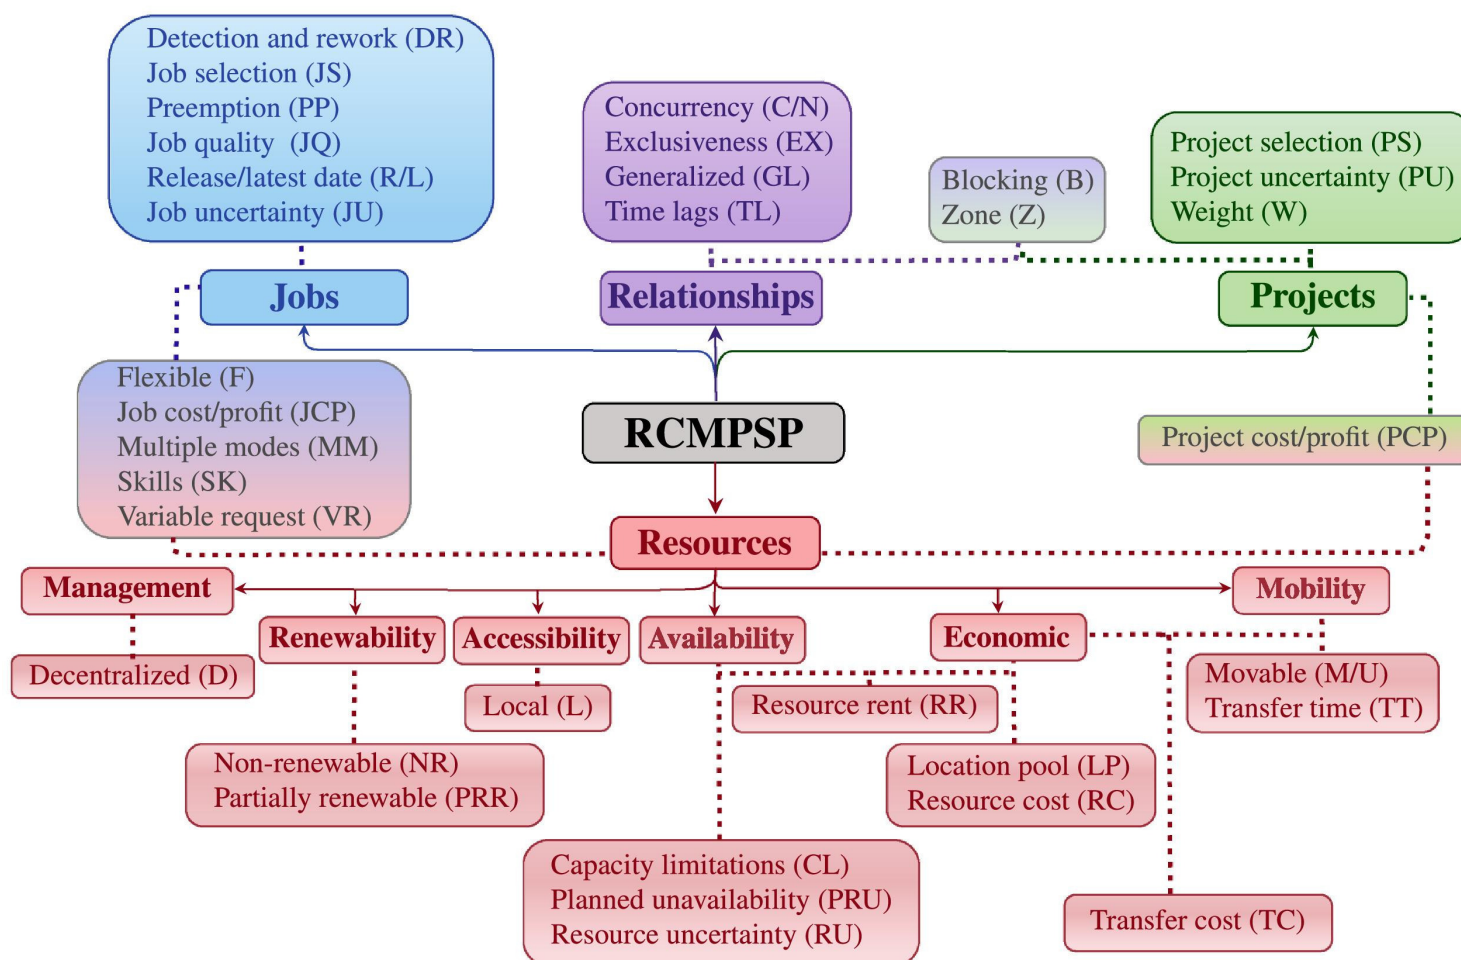 Detection and rework (DR)
Job selection (JS)
Preemption (PP)
Job quality (JQ)
Release/latest date (R/L)
Job uncertainty (JU)
Concurrency (C/N)
Exclusiveness (EX)
Generalized (GL)
Time lags (TL)
Blocking (B)
Zone (Z)
Project selection (PS)
Project uncertainty (PU)
Weight (W)
Jobs
Relationships
Projects
Flexible (F)
Job cost/profit (JCP)
Multiple modes (MM)
Skills (SK)
Variable request (VR)
RCMPSP
Project cost/profit (PCP)
Resources
Management
Renewability
Accessibility
Availability
Economic
Mobility
Decentralized (D)
Non-renewable (NR)
Partially renewable (PRR)
Local (L)
Resource rent (RR)
Movable (M/U)
Transfer time (TT)
Location pool (LP)
Resource cost (RC)
Capacity limitations (CL)
Planned unavailability (PRU)
Resource uncertainty (RU)
Transfer cost (TC)